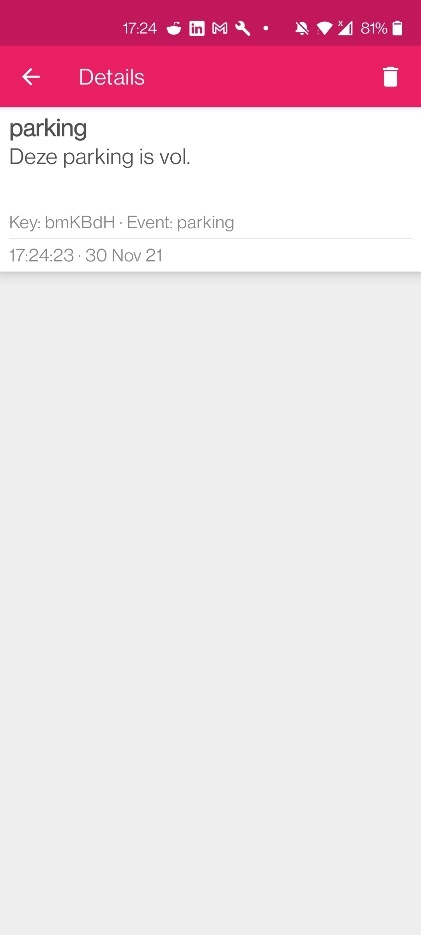 17:24 81%
Details
parking
Deze parking is vol.
Key: bmKBdH · Event: parking
17:24:23 · 30 Nov 21